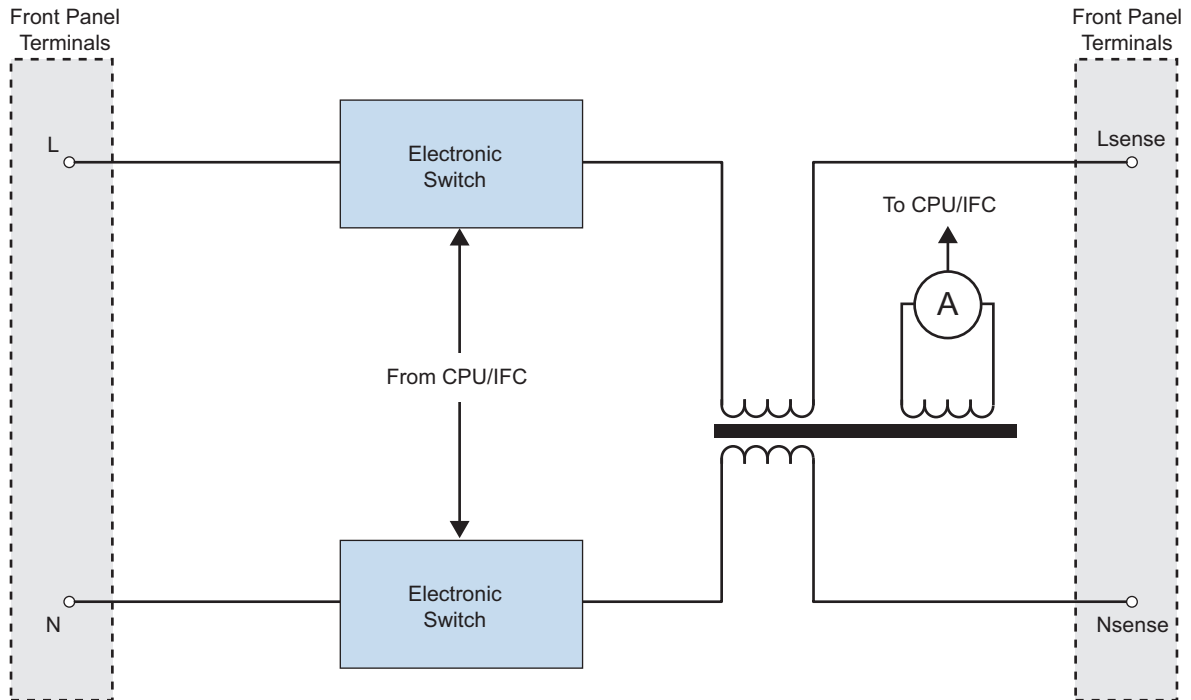 Front Panel
Terminals
Front Panel
Terminals
L
Electronic
Switch
Lsense
To CPU/IFC
A
From CPU/IFC
Electronic
Switch
N
Nsense